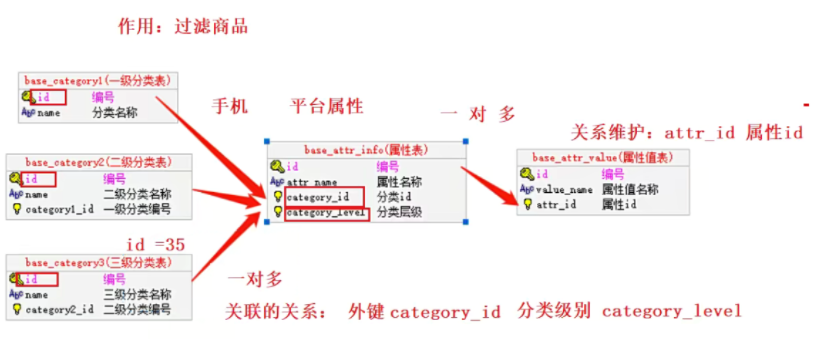 作用：过滤商品
base_category1(一级分类表)
id 编号
name 分类名称
手机 平台属性
一 对 多
关系维护：attr_id 属性id
base_attr_info(属性表)
id 编号
attr_name 属性名称
category_id 分类id
category_level 分类层级
base_attr_value(属性值表)
id 编号
value_name 属性值名称
attr_id 属性id
base_category2(二级分类表)
id 编号
name 二级分类名称
category1_id 一级分类编号
id =35
base_category3(三级分类表)
id 编号
name 三级分类名称
category2_id 二级分类编号
一对多
关联的关系： 外键 category_id 分类级别 category_level